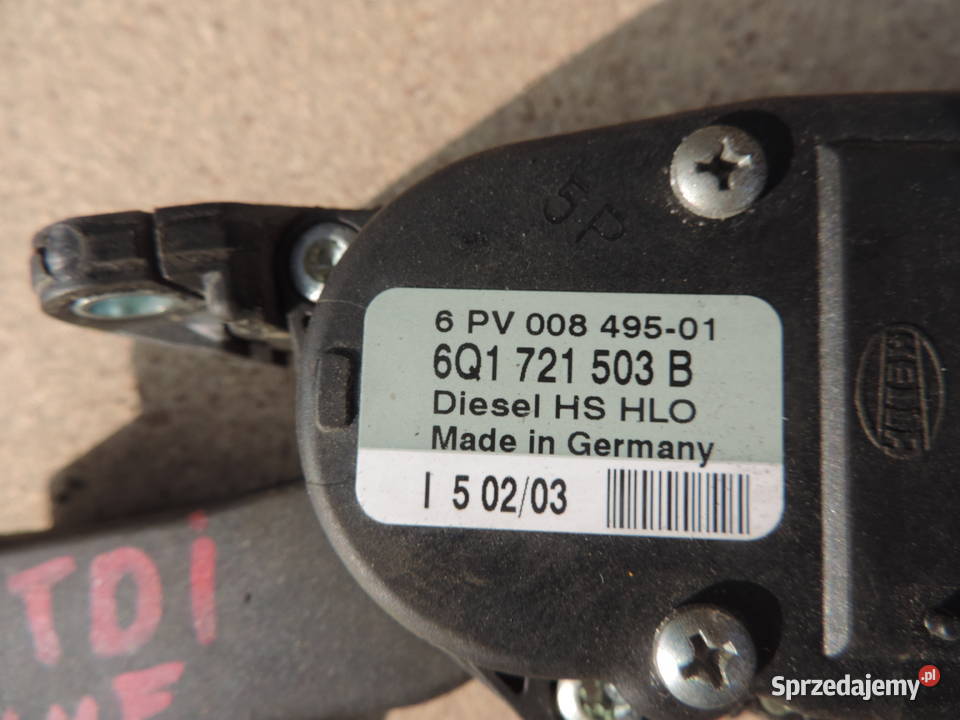 5P
6 PV 008 495-01
6Q1 721 503 B
Diesel HS HLO
Made in Germany
I 5 02/03
HELLA
TDi
Sprzedajemy.pl